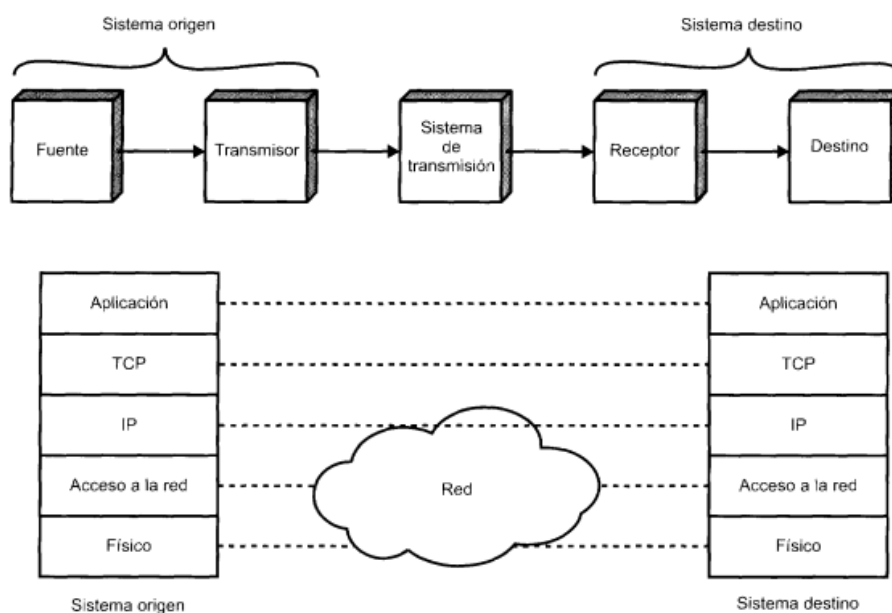 Sistema origen
Sistema destino
Fuente
Transmisor
Sistema
de
transmisión
Receptor
Destino
Aplicación
Aplicación
TCP
TCP
IP
IP
Acceso a la red
Red
Acceso a la red
Físico
Físico
Sistema origen
Sistema destino